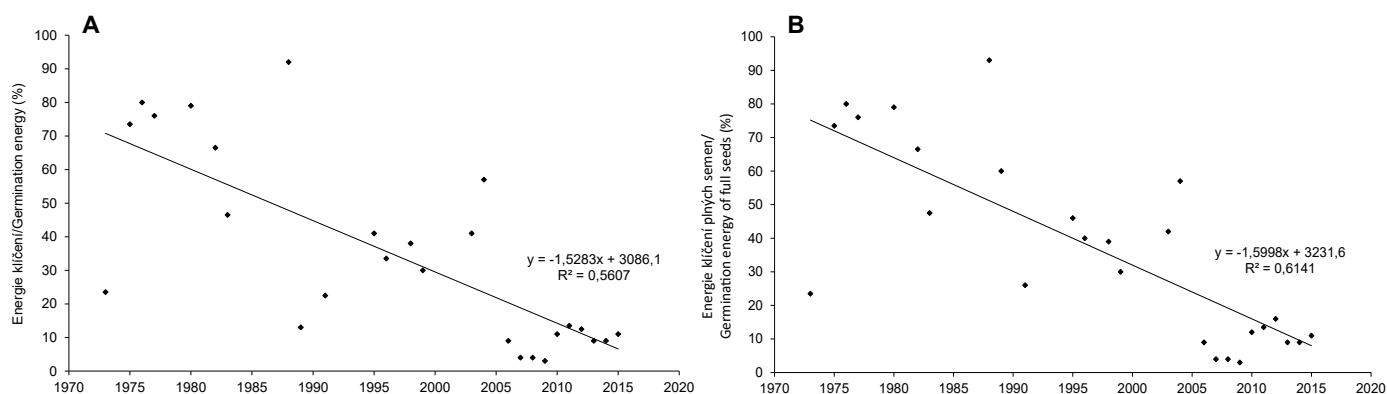 A
Energie klíčení/Germination energy (%)
100
90
80
70
60
50
40
30
20
10
0
1970 1975 1980 1985 1990 1995 2000 2005 2010 2015 2020
y = -1,5283x + 3086,1
R² = 0,5607
B
Energie klíčení plných semen/
Germination energy of full seeds (%)
100
90
80
70
60
50
40
30
20
10
0
1970 1975 1980 1985 1990 1995 2000 2005 2010 2015 2020
y = -1,5998x + 3231,6
R² = 0,6141